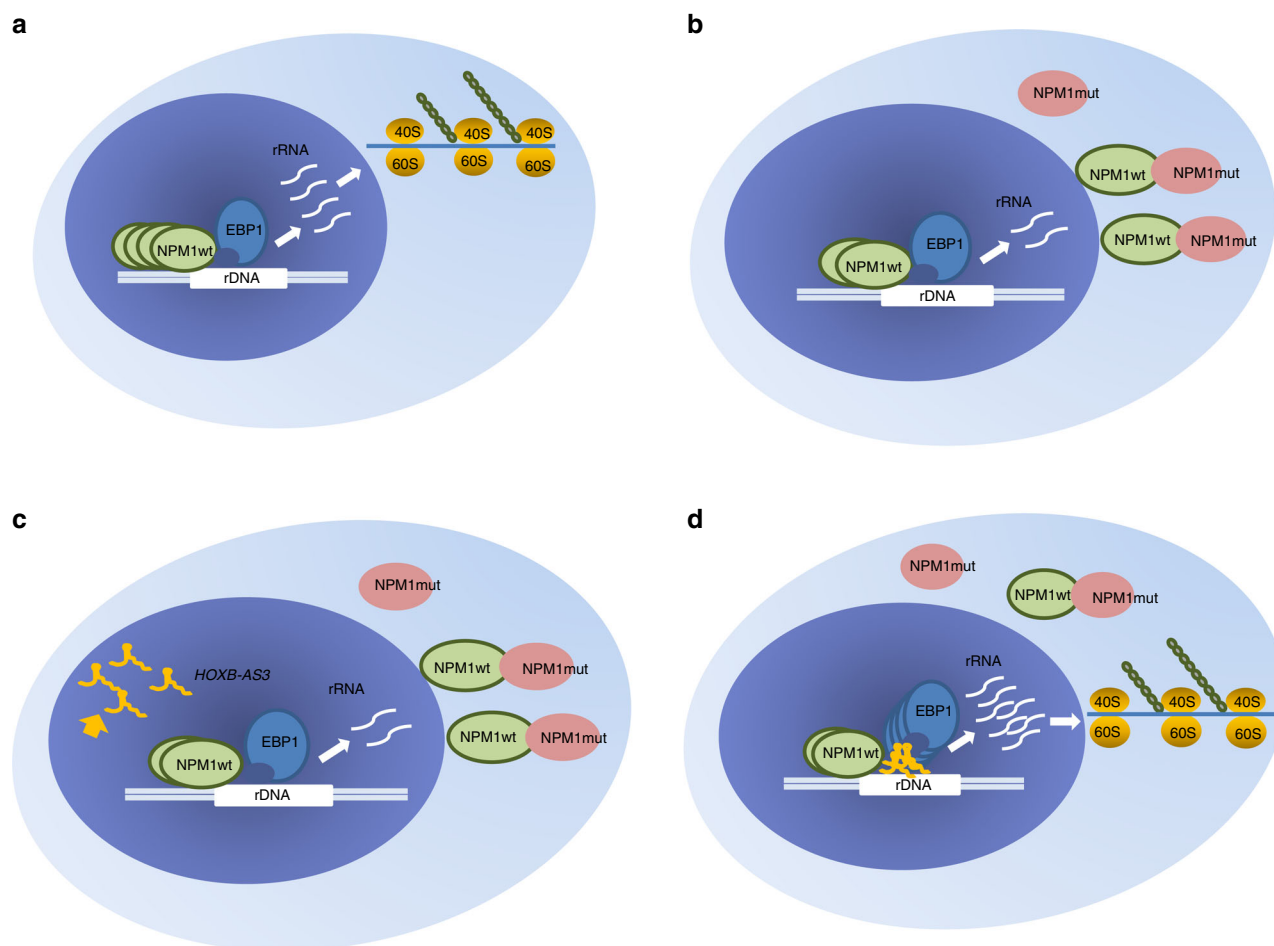 a
rRNA
40S 40S 40S
60S 60S 60S
EBP1
NPM1wt
rDNA
b
NPM1mut
NPM1wt NPM1mut
rRNA
EBP1
NPM1wt NPM1mut
NPM1wt
rDNA
c
NPM1mut
HOXB-AS3
NPM1wt NPM1mut
rRNA
EBP1
NPM1wt NPM1mut
NPM1wt
rDNA
d
NPM1mut
NPM1wt NPM1mut
rRNA
40S 40S 40S
EBP1
60S 60S 60S
NPM1wt
rDNA